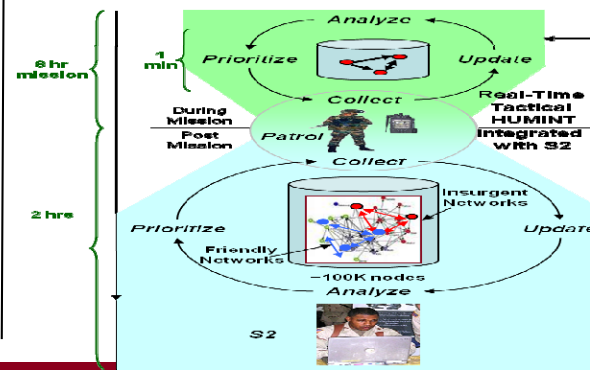 Analyze
8 hr
mission
1
min
Prioritize
Update
Collect
During
Mission
Post
Mission
Patrol
Real-Time
Tactical
HUMINT
Integrated
with S2
Collect
2 hrs
Insurgent
Networks
Prioritize
Update
Friendly
Networks
~100K nodes
Analyze
S2